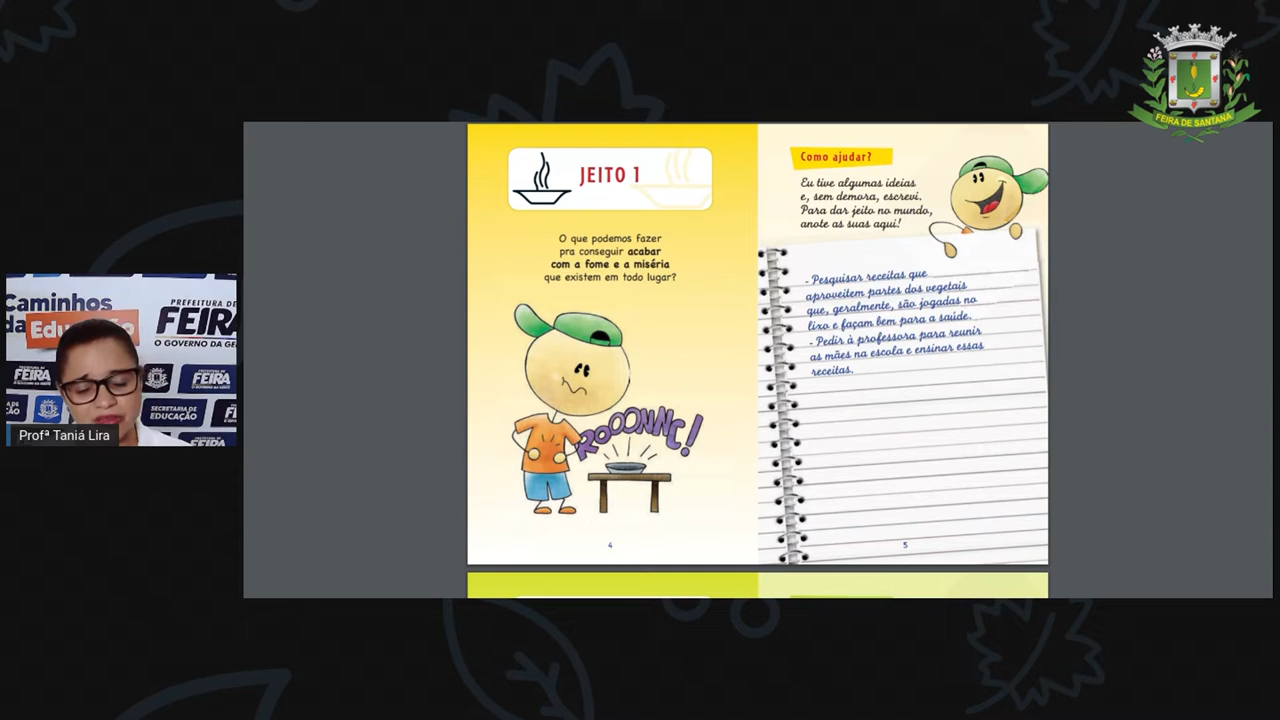 FEIRA DE SANTANA
JEITO 1
O que podemos fazer
pra conseguir acabar
com a fome e a miséria
que existem em todo lugar?
ROOONNC!
4
Como ajudar?
Eu tive algumas ideias
e, sem demora, escrevi.
Para dar jeito no mundo,
anote as suas aqui!
- Pesquisar receitas que
aproveitem partes dos vegetais
que, geralmente, são jogadas no
lixo e façam bem para a saúde.
- Pedir à professora para reunir
as mães na escola e ensinar essas
receitas.
5
Caminhos
da Educação
PREFEITURA DE
FEIRA
O GOVERNO DA GE
FEIRA
FEIRA
SECRETARIA DE
EDUCAÇÃO
Profª Taniá Lira